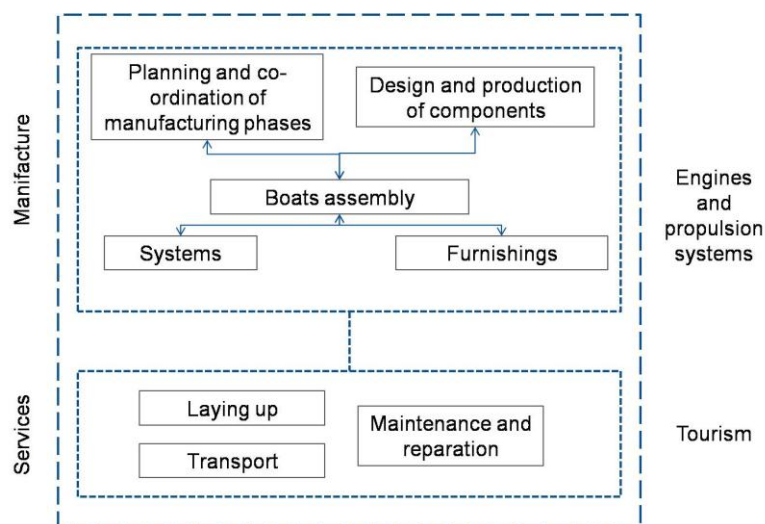 Manifacture
Planning and co-
ordination of
manufacturing phases
Design and production
of components
Boats assembly
Systems
Furnishings
Engines
and
propulsion
systems
Services
Laying up
Transport
Maintenance and
reparation
Tourism